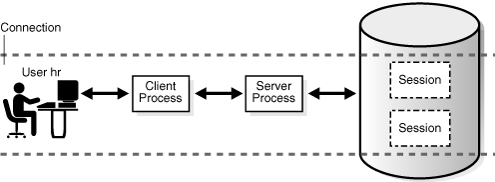 Connection
User hr
Client
Process
Server
Process
Session
Session